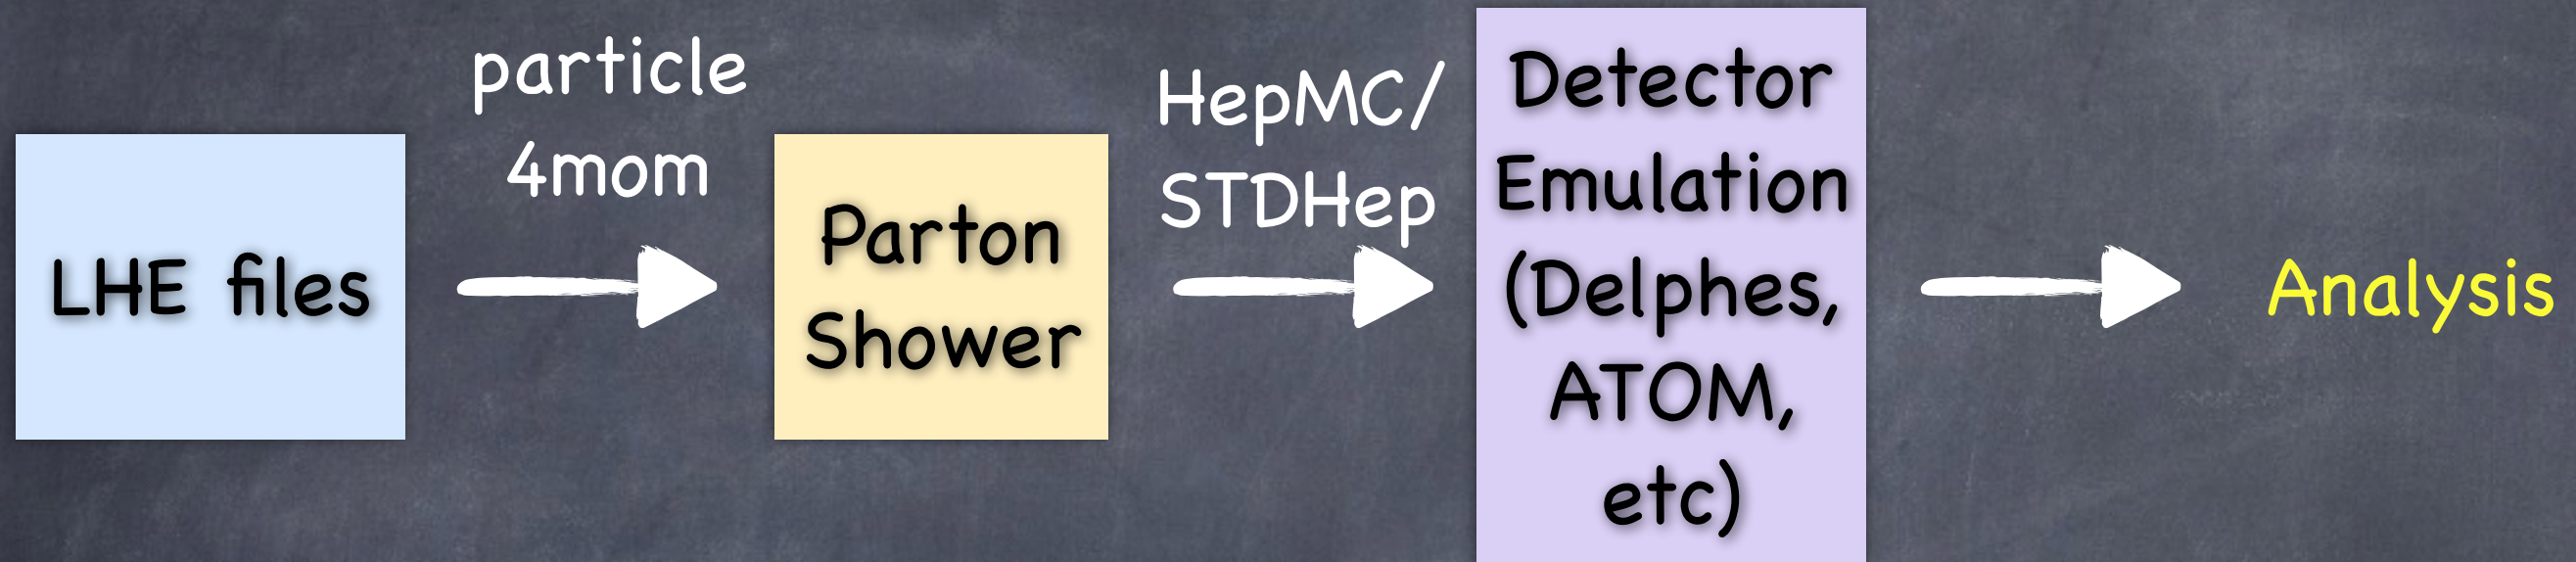 LHE files
particle
4mom
Parton
Shower
HepMC/
STDHep
Detector
Emulation
(Delphes,
ATOM,
etc)
Analysis